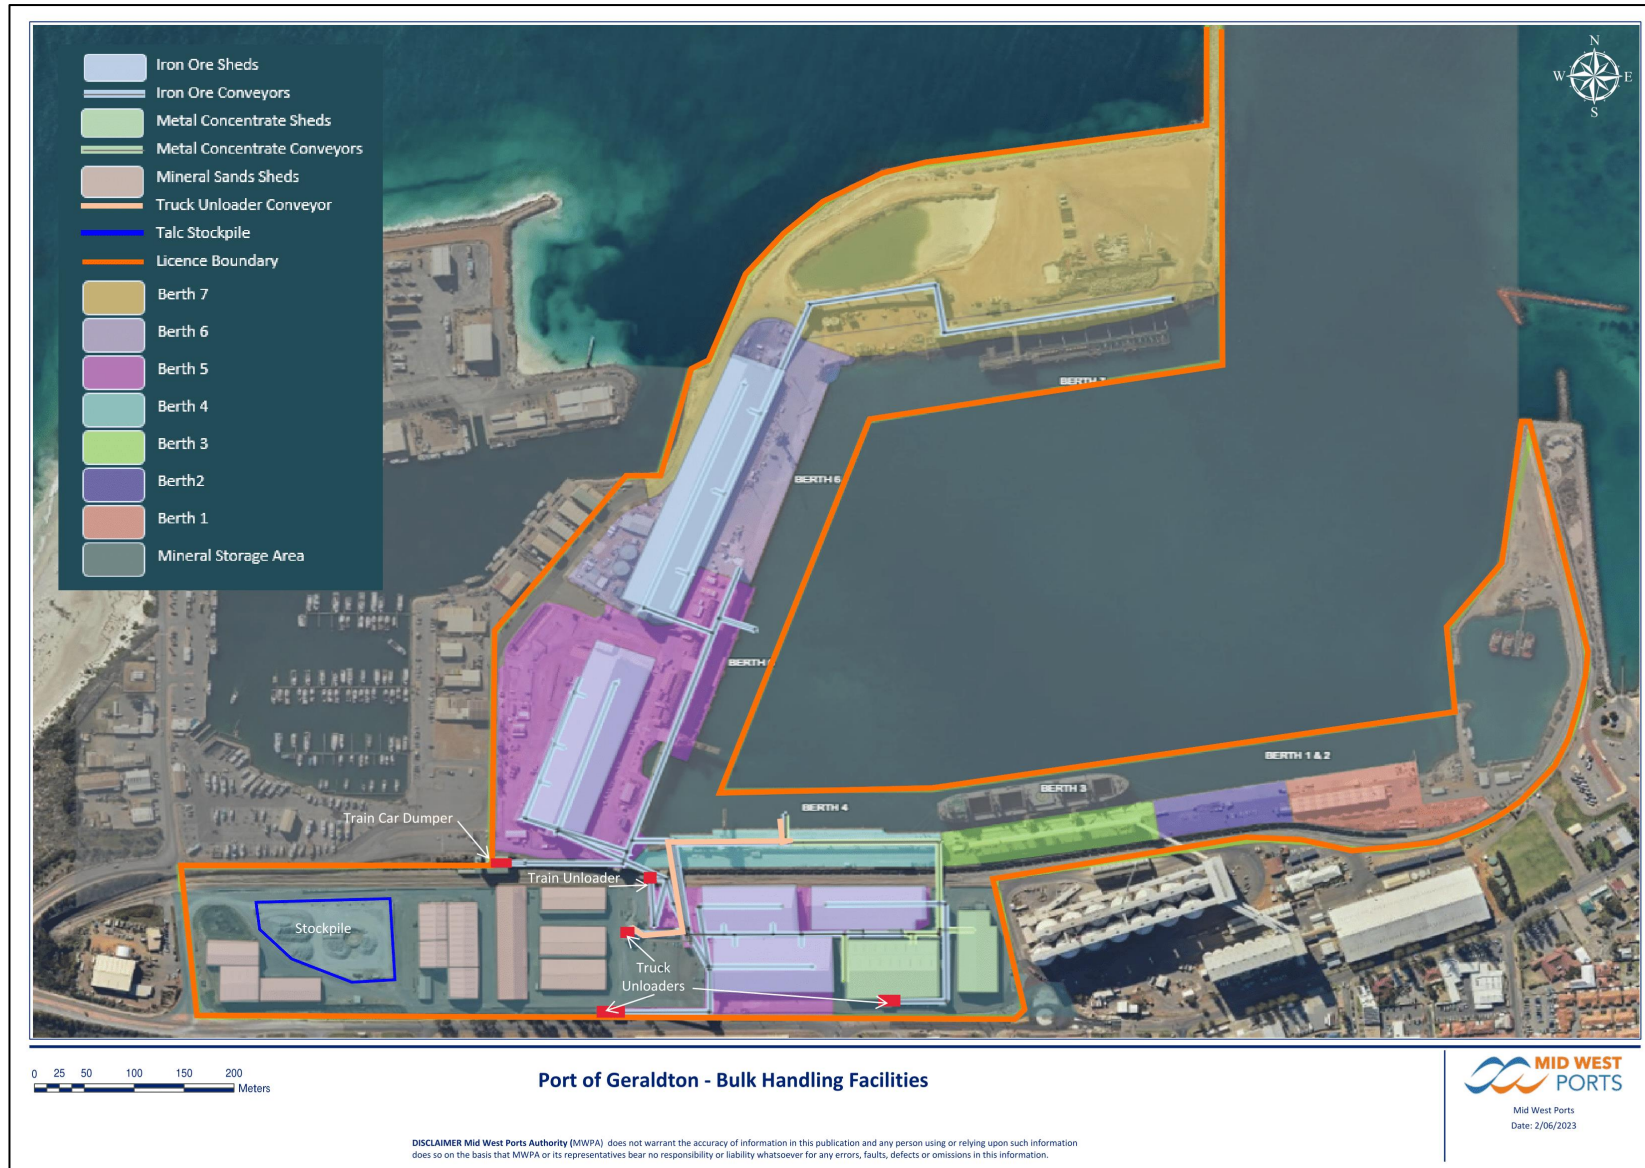 Iron Ore Sheds
Iron Ore Conveyors
Metal Concentrate Sheds
Metal Concentrate Conveyors
Mineral Sands Sheds
Truck Unloader Conveyor
Talc Stockpile
Licence Boundary
Berth 7
Berth 6
Berth 5
Berth 4
Berth 3
Berth2
Berth 1
Mineral Storage Area
N
W E
S
BERTH 7
BERTH 6
BERTH
BERTH 1 & 2
BERTH 3
BERTH 4
Train Car Dumper
Train Unloader
Stockpile
Truck
Unloaders
0 25 50 100 150 200
Meters
Port of Geraldton - Bulk Handling Facilities
MID WEST
PORTS
Mid West Ports
Date: 2/06/2023
DISCLAIMER Mid West Ports Authority (MWPA) does not warrant the accuracy of information in this publication and any person using or relying upon such information
does so on the basis that MWPA or its representatives bear no responsibility or liability whatsoever for any errors, faults, defects or omissions in this information.